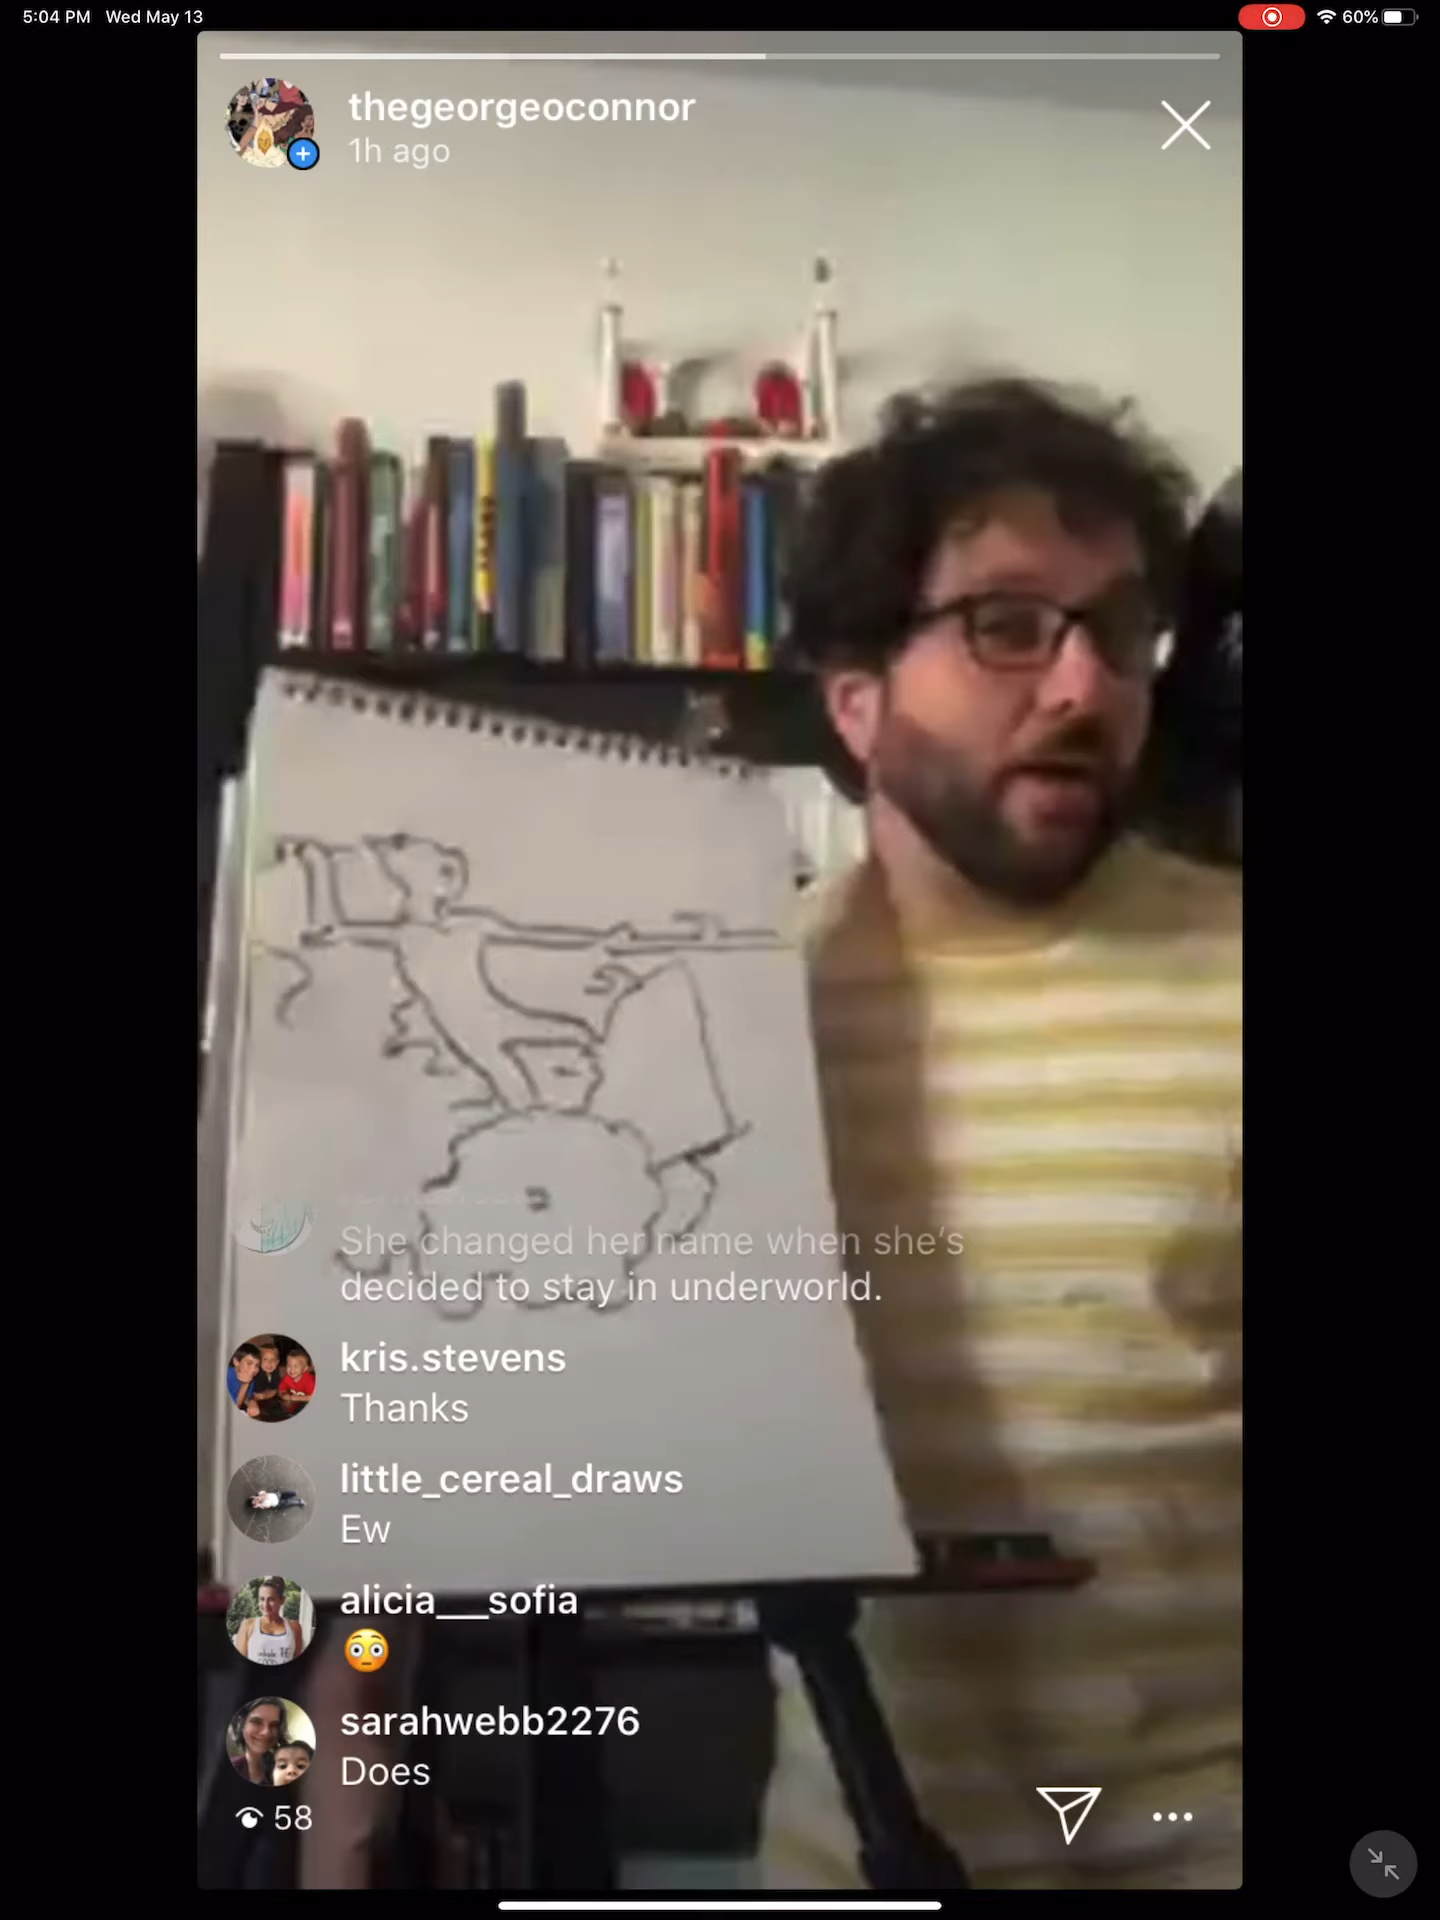 5:04 PM Wed May 13
60%
thegeorgeoconnor
1h ago
She changed her name when she's
decided to stay in underworld.
kris.stevens
Thanks
little_cereal_draws
Ew
alicia___sofia
😳
sarahwebb2276
Does
58